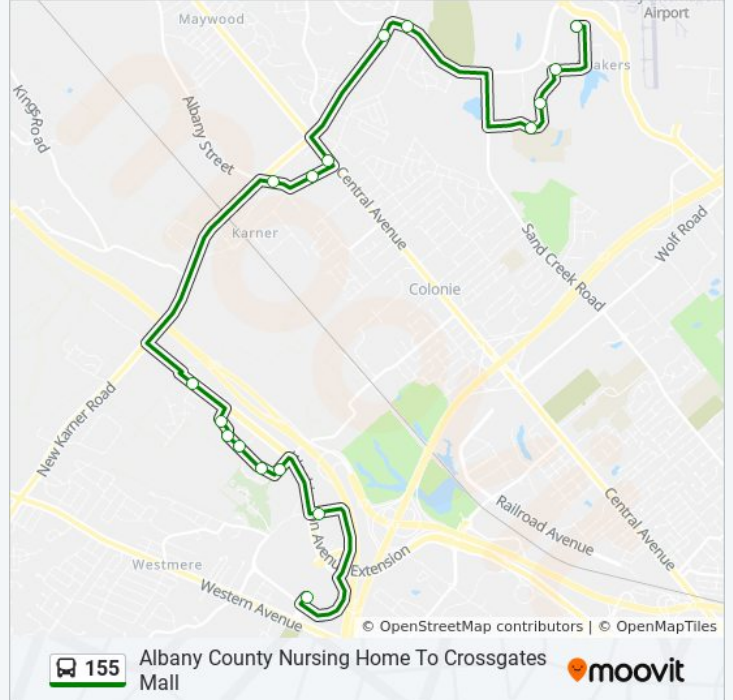 Maywood
Airport
akers
Kings Road
Albany Street
Central Avenue
Karner
Wolf Road
Sand Creek Road
Colonie
New Karner Road
Railroad Avenue
Central Avenue
n Avenu
Extension
Westmere
Western Avenue
© OpenStreetMap contributors | © OpenMapTiles
155
Albany County Nursing Home To Crossgates
Mall
moovit